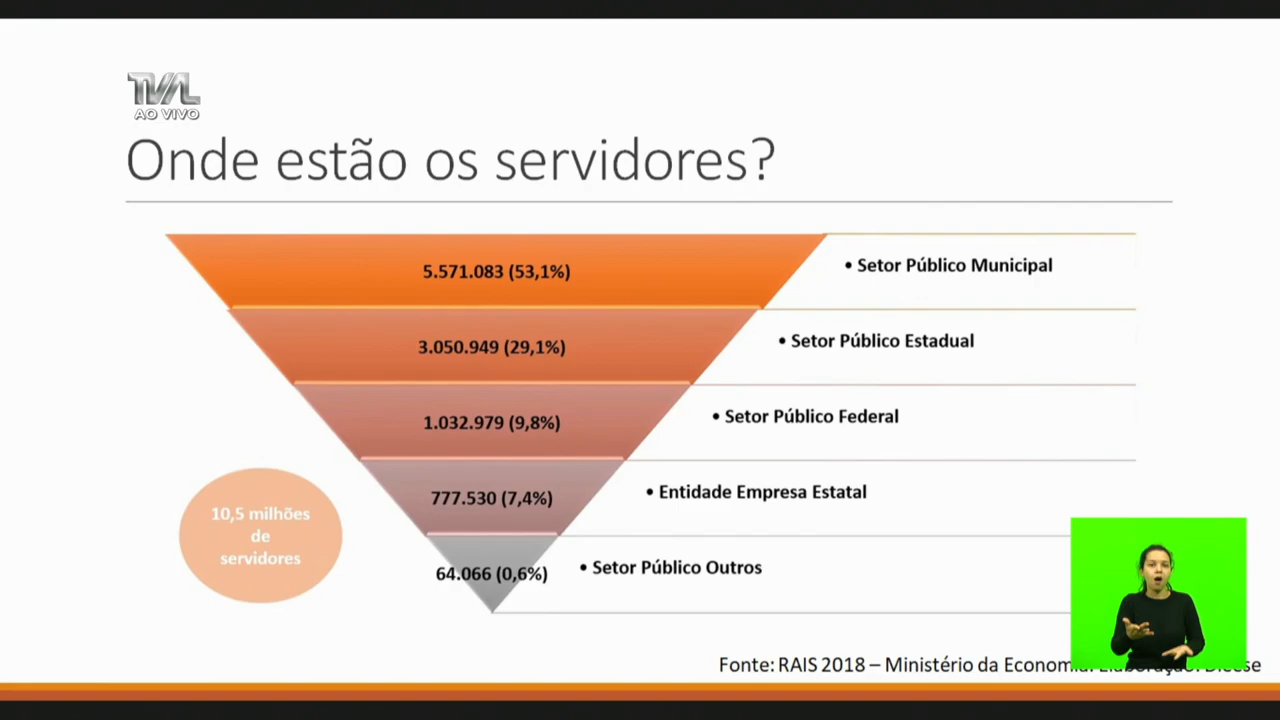 TVAL
AO VIVO
Onde estão os servidores?
5.571.083 (53,1%)
• Setor Público Municipal
3.050.949 (29,1%)
• Setor Público Estadual
1.032.979 (9,8%)
• Setor Público Federal
777.530 (7,4%)
• Entidade Empresa Estatal
10,5 milhões
de
servidores
64.066 (0,6%)
• Setor Público Outros
Fonte: RAIS 2018 – Ministério da Economia. Elaboração: Dieese